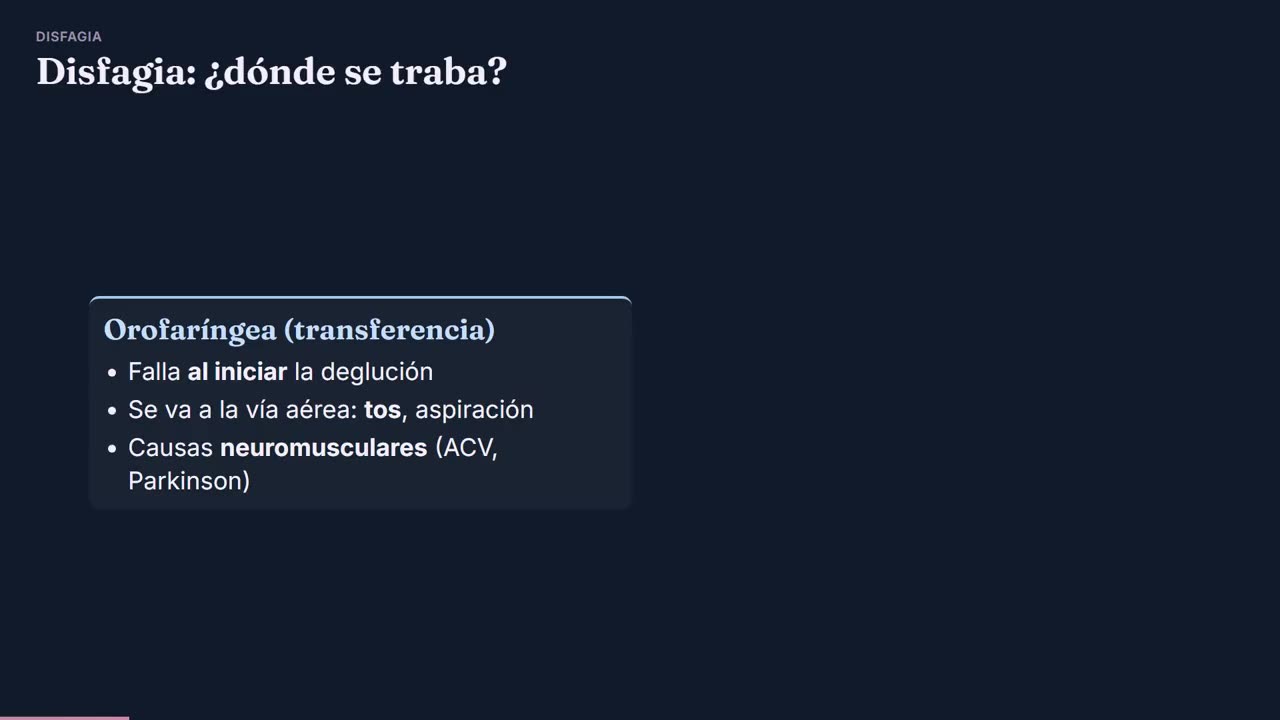 DISFAGIA
Disfagia: ¿dónde se traba?
Orofaríngea (transferencia)
• Falla al iniciar la deglución
• Se va a la vía aérea: tos, aspiración
• Causas neuromusculares (ACV,
Parkinson)